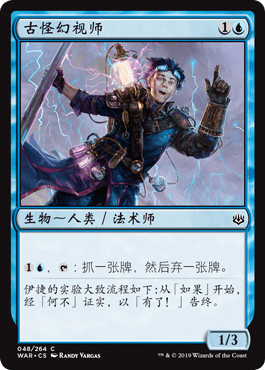 古怪幻视师 1
生物～人类／法术师
1，：抓一张牌，然后弃一张牌。
伊捷的实验大致流程如下:从「如果」开始,
经「何不」证实，以「有了！」告终。
1/3
048/264 C
WAR • CS RANDY VARGAS
™ & © 2019 Wizards of the Coast